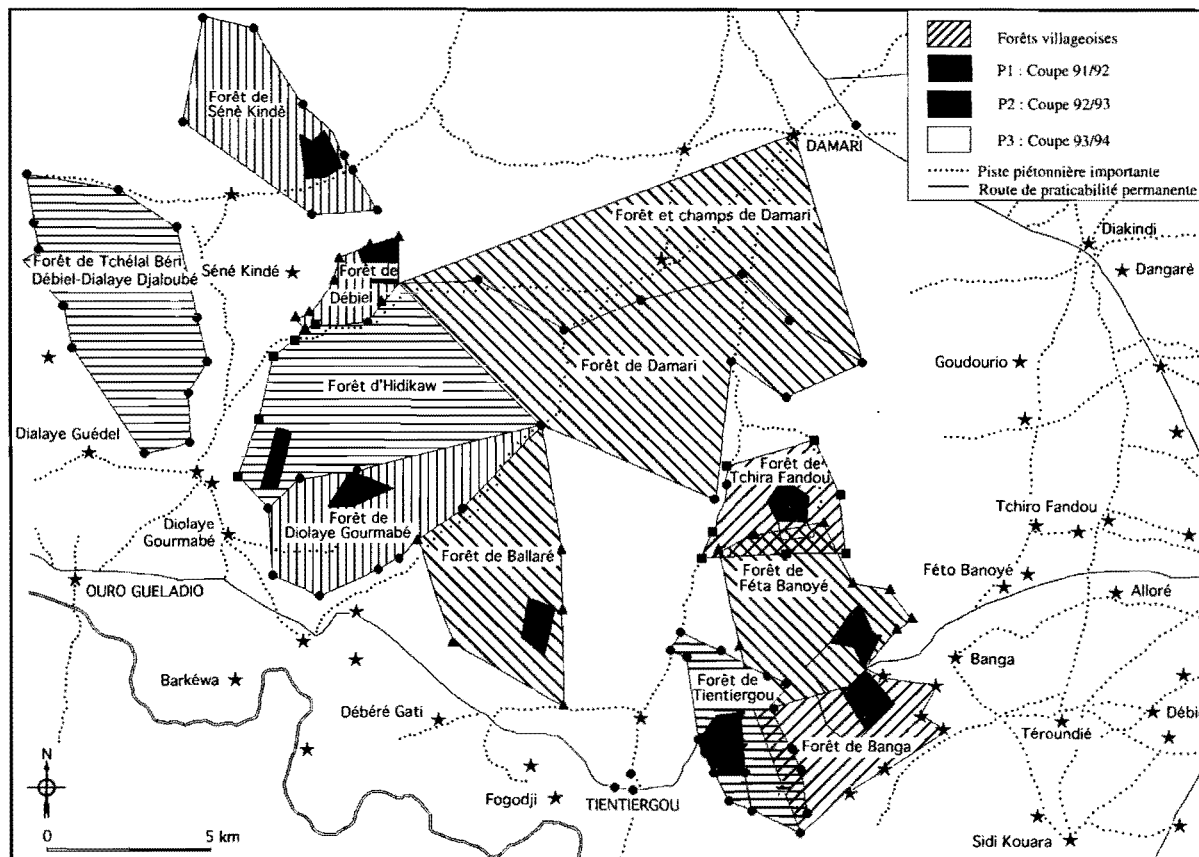 Forêts villageoises
P1 : Coupe 91/92
P2 : Coupe 92/93
P3 : Coupe 93/94
Piste piétonnière importante
Route de praticabilité permanente
Forêt de
Séné Kindé
DAMARI
Forêt et champs de Damari
Diakindi
Dangaré
Forêt de Tchélal Béri
Débiel-Dialaye Djaloubé
Séné Kindé
Forêt de
Débiel
Goudourio
Forêt de Damari
Forêt d'Hidikaw
Dialaye Guédel
Forêt de
Tchira Fandou
Tchiro Fandou
Diolaye
Gourmabé
Forêt de
Diolaye Gourmabé
Forêt de Ballaré
Forêt de
Féta Banoyé
Féto Banoyé
Alloré
OURO GUELADIO
Banga
Barkéwa
Forêt de
Tientiergou
Débéré Gati
Téroundié
Débi
Forêt de Banga
N
Fogodji
TIENTIERGOU
Sidi Kouara
0
5 km